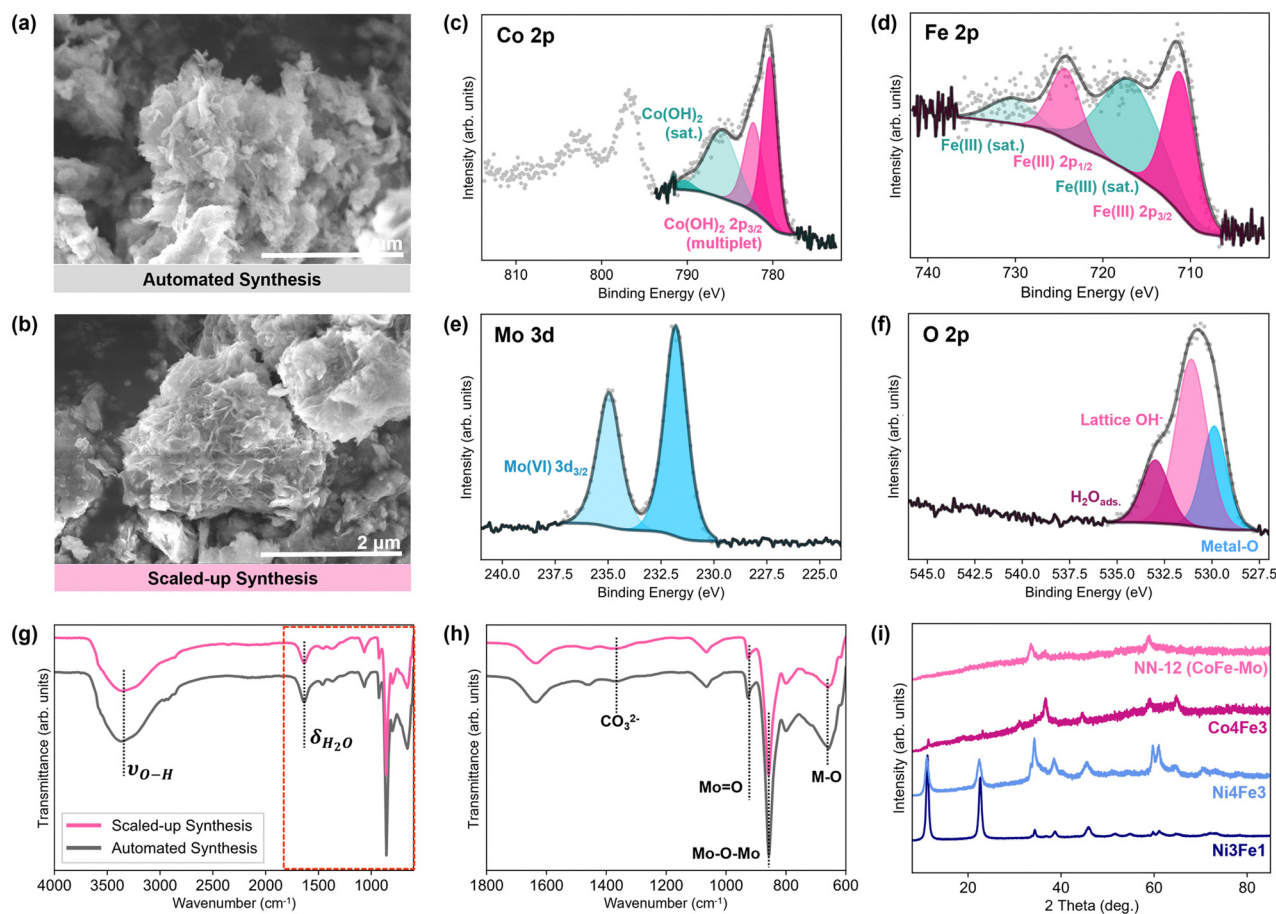 (a)
Automated Synthesis
(b)
2 μm
Scaled-up Synthesis
(c)
Co 2p
Co(OH)₂
(sat.)
Co(OH)₂ 2p₃/₂
(multiplet)
Intensity (arb. units)
810 800 790 780
Binding Energy (eV)
(d)
Fe 2p
Fe(III) (sat.)
Fe(III) 2p₁/₂
Fe(III) (sat.)
Fe(III) 2p₃/₂
Intensity (arb. units)
740 730 720 710
Binding Energy (eV)
(e)
Mo 3d
Mo(VI) 3d₃/₂
Intensity (arb. units)
240.0 237.5 235.0 232.5 230.0 227.5 225.0
Binding Energy (eV)
(f)
O 2p
Lattice OH⁻
H₂Oads.
Metal-O
Intensity (arb. units)
545.0 542.5 540.0 537.5 535.0 532.5 530.0 527.5
Binding Energy (eV)
(g)
υO−H
δH₂O
Scaled-up Synthesis
Automated Synthesis
Transmittance (arb. units)
4000 3500 3000 2500 2000 1500 1000
Wavenumber (cm⁻¹)
(h)
CO₃²⁻
Mo=O
M-O
Mo-O-Mo
Transmittance (arb. units)
1800 1600 1400 1200 1000 800 600
Wavenumber (cm⁻¹)
(i)
NN-12 (CoFe-Mo)
Co4Fe3
Ni4Fe3
Ni3Fe1
Intensity (arb. units)
20 40 60 80
2 Theta (deg.)